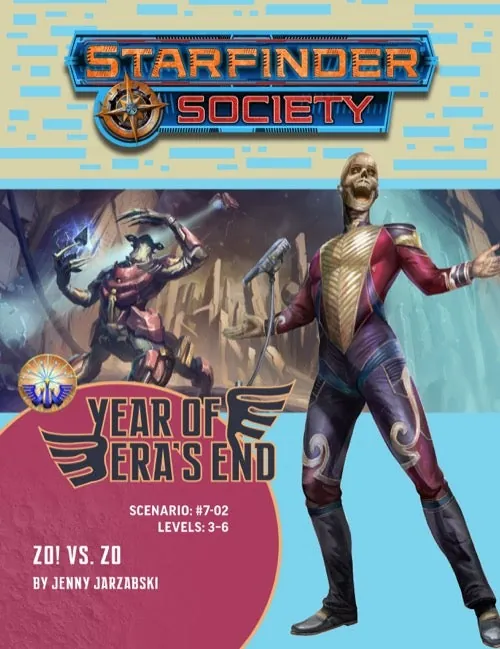 STARFINDER
SOCIETY
YEAR OF
ERA'S END
SCENARIO: #7-02
LEVELS: 3-6
ZO! VS. ZO
BY JENNY JARZABSKI